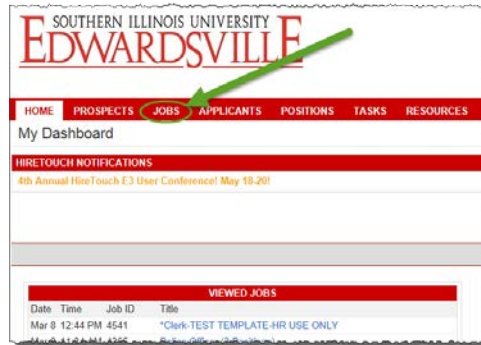 SOUTHERN ILLINOIS UNIVERSITY
EDWARDSVILLE
HOME PROSPECTS JOBS APPLICANTS POSITIONS TASKS RESOURCES
My Dashboard
HIRETOUCH NOTIFICATIONS
4th Annual HireTouch E3 User Conference! May 18-20!
VIEWED JOBS
Date Time Job ID Title
Mar 8 12:44 PM 4541 *Clerk-TEST TEMPLATE-HR USE ONLY